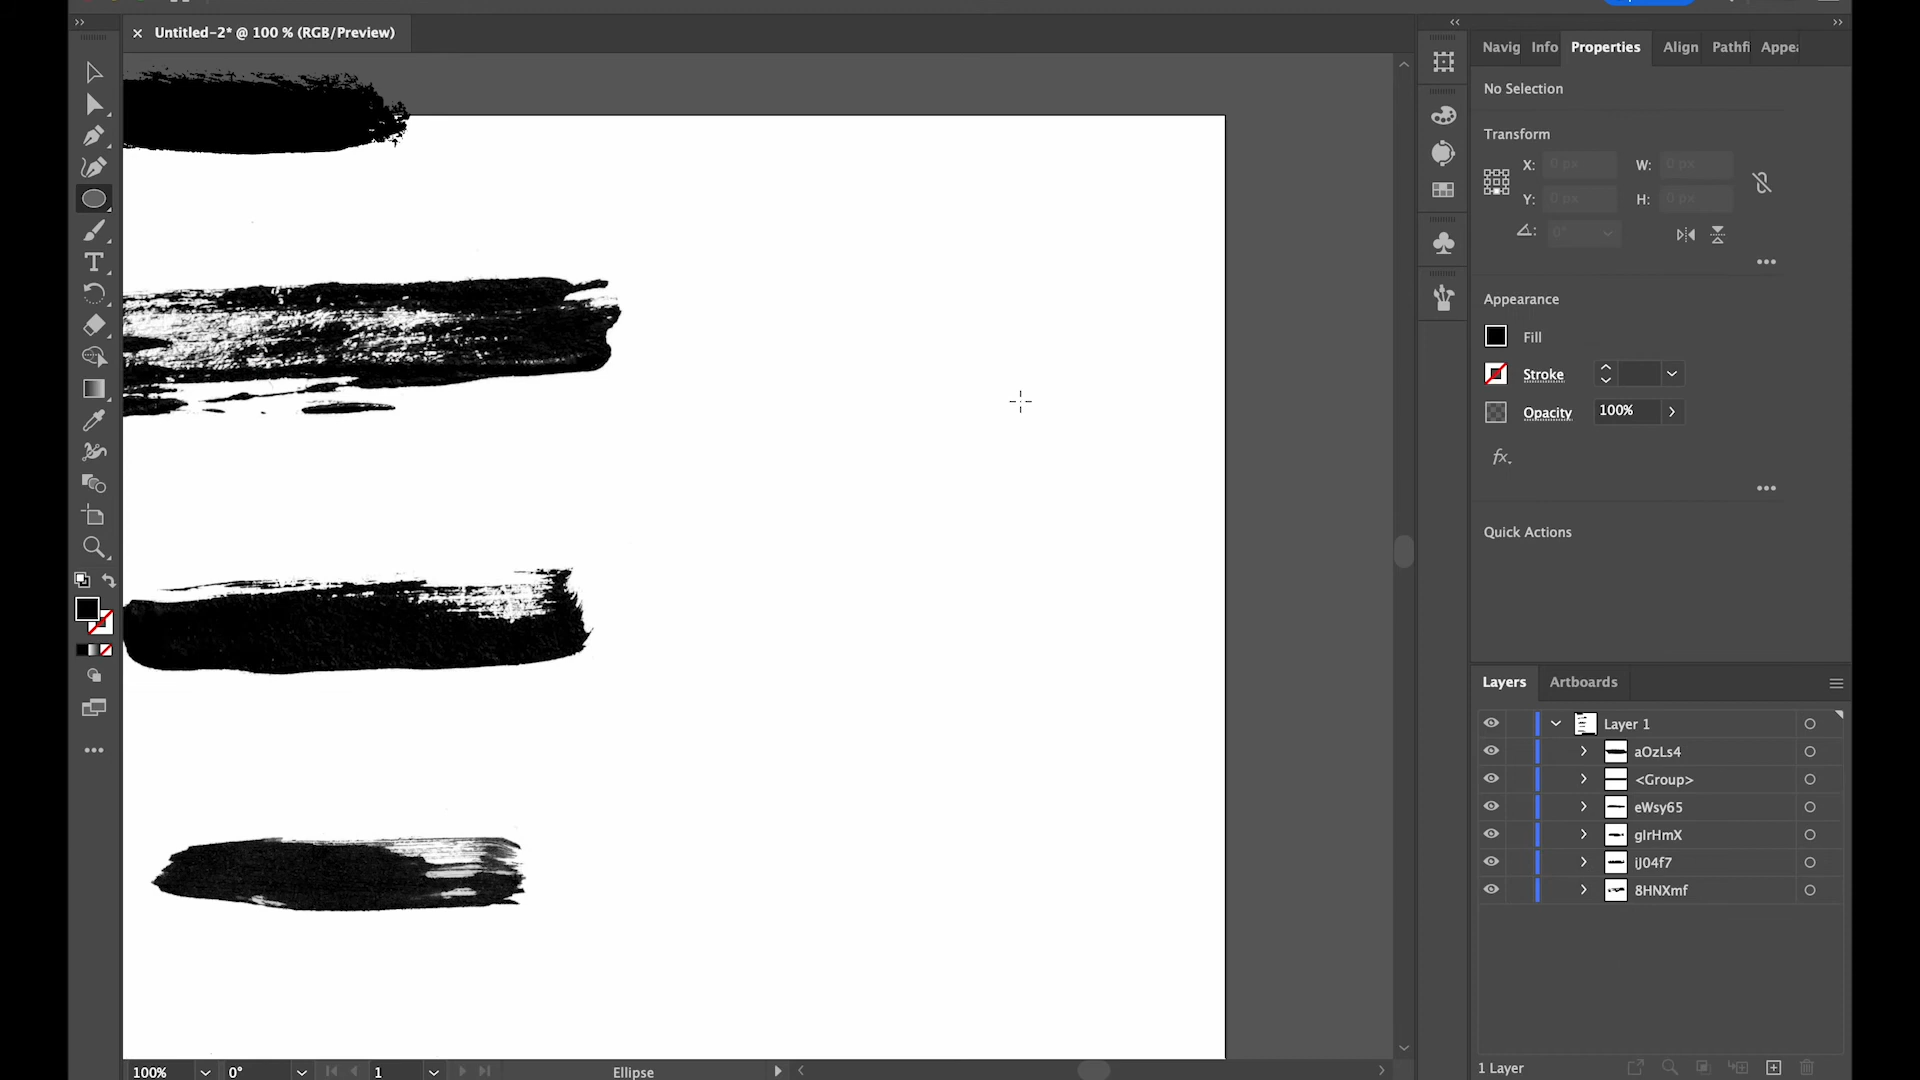 Untitled-2* @ 100 % (RGB/Preview)
Navig Info Properties Align Pathfi Appea
No Selection
Transform
X: 0 px W: 0 px
Y: 0 px H: 0 px
0°
Appearance
Fill
Stroke
Opacity 100%
fx.
Quick Actions
Layers Artboards
Layer 1
aOzLs4
<Group>
eWsy65
gIrHmX
iJ04f7
8HNXmf
100% 0° 1 Ellipse
1 Layer